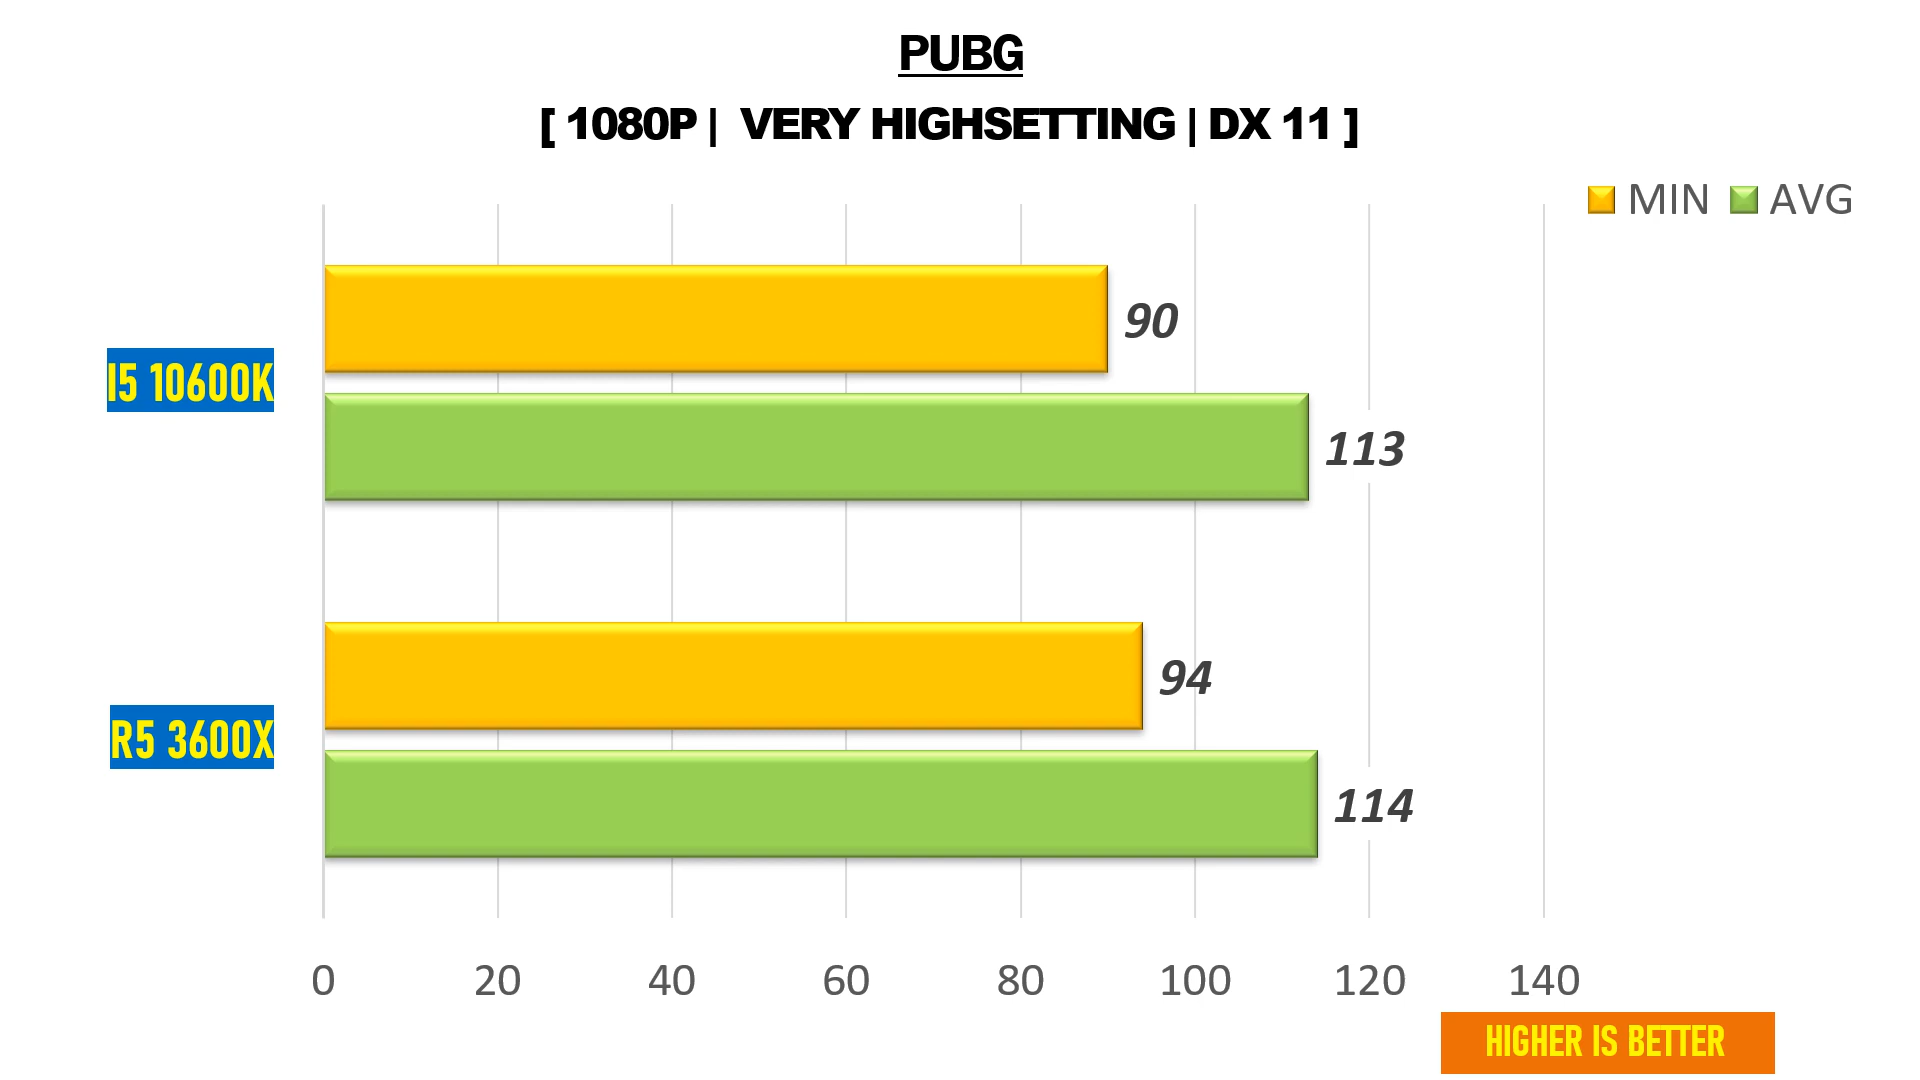 PUBG
[ 1080P | VERY HIGHSETTING | DX 11 ]
MIN AVG
90
I5 10600K
113
94
R5 3600X
114
0 20 40 60 80 100 120 140
HIGHER IS BETTER